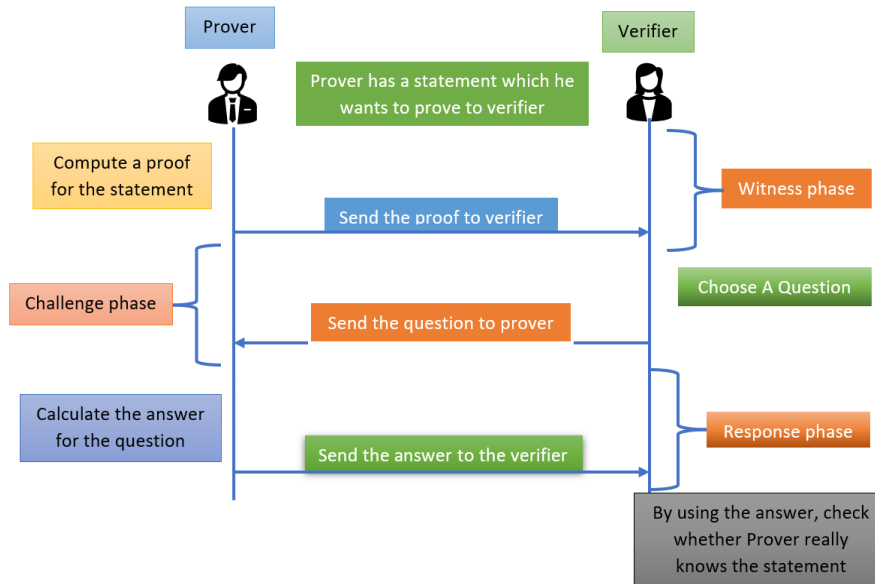 Prover
Verifier
Prover has a statement which he
wants to prove to verifier
Compute a proof
for the statement
Witness phase
Send the proof to verifier
Choose A Question
Challenge phase
Send the question to prover
Calculate the answer
for the question
Response phase
Send the answer to the verifier
By using the answer, check
whether Prover really
knows the statement